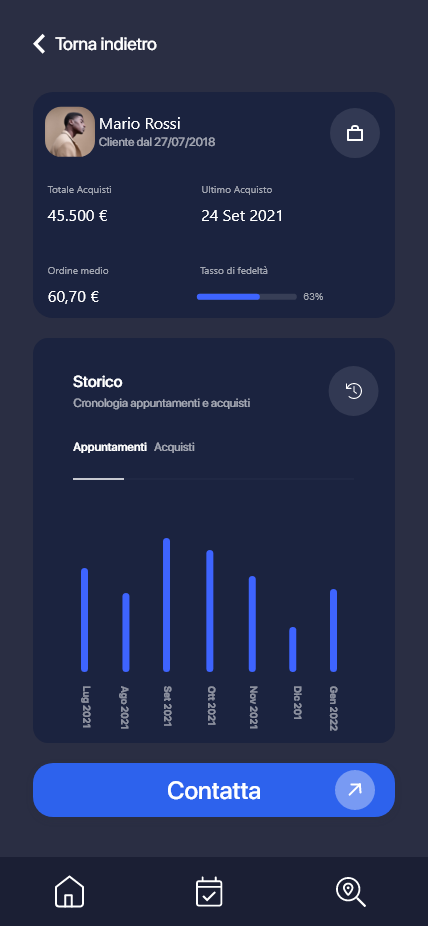 Torna indietro
Mario Rossi
Cliente dal 27/07/2018
Totale Acquisti
Ultimo Acquisto
45.500 €
24 Set 2021
Ordine medio
Tasso di fedeltà
60,70 €
63%
Storico
Cronologia appuntamenti e acquisti
Appuntamenti Acquisti
Lug 2021
Ago 2021
Set 2021
Ott 2021
Nov 2021
Dic 201
Gen 2022
Contatta